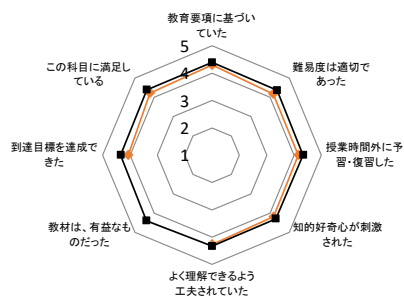 教育要項に基づい
ていた
難易度は適切で
あった
授業時間外に予
習・復習した
知的好奇心が刺激
された
よく理解できるよう
工夫されていた
教材は、有益なも
のだった
到達目標を達成で
きた
この科目に満足し
ている
5
4
3
2
1